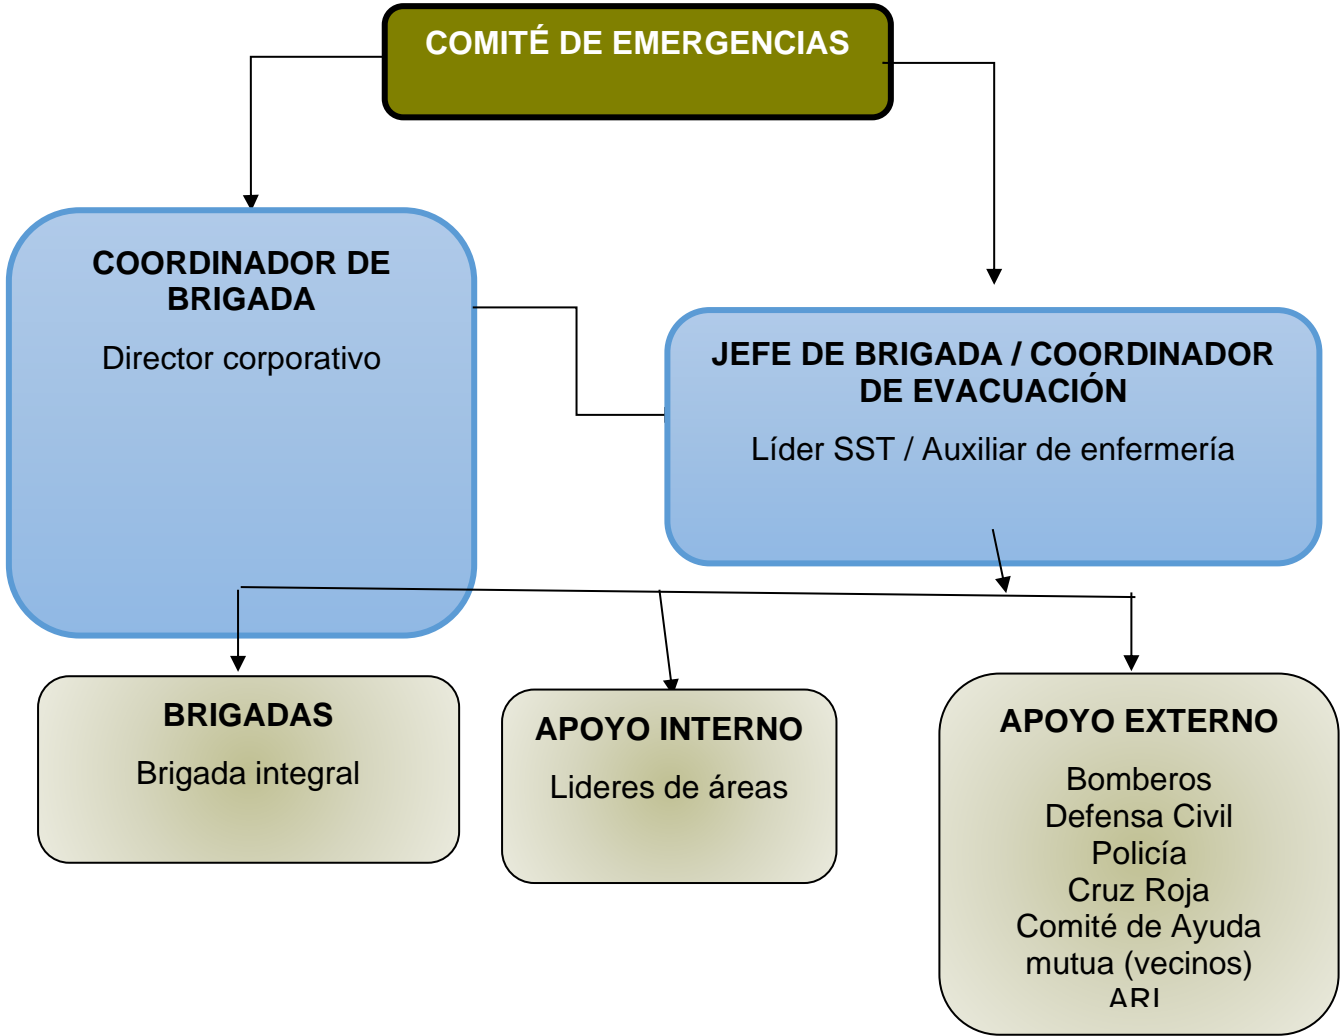 COMITÉ DE EMERGENCIAS
COORDINADOR DE
BRIGADA
Director corporativo
JEFE DE BRIGADA / COORDINADOR
DE EVACUACIÓN
Líder SST / Auxiliar de enfermería
BRIGADAS
Brigada integral
APOYO INTERNO
Lideres de áreas
APOYO EXTERNO
Bomberos
Defensa Civil
Policía
Cruz Roja
Comité de Ayuda
mutua (vecinos)